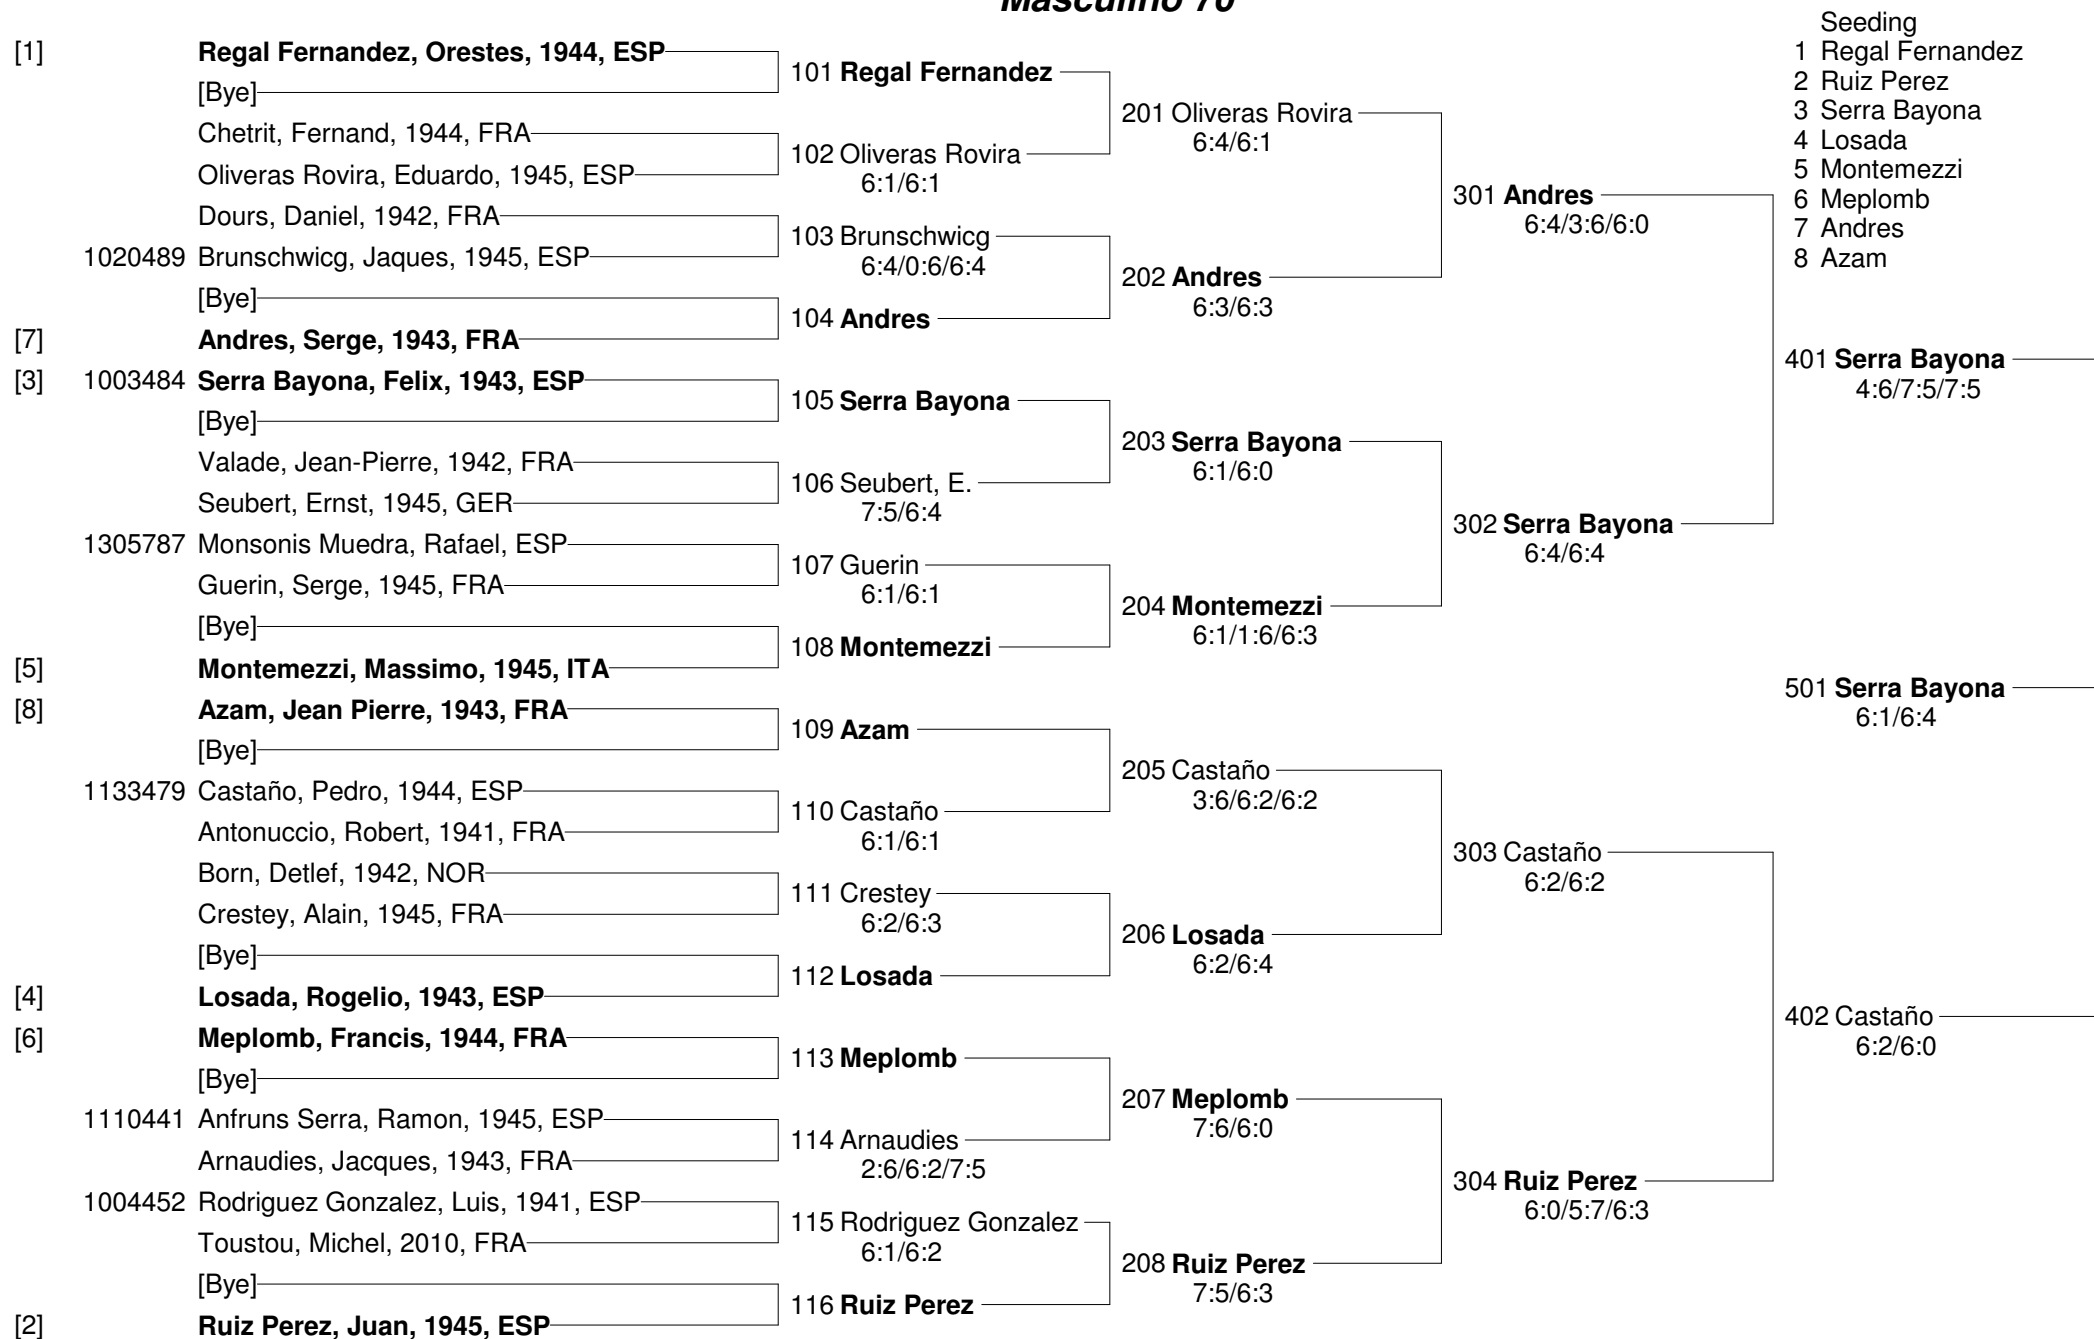 Masculino 70
Seeding
1 Regal Fernandez
2 Ruiz Perez
3 Serra Bayona
4 Losada
5 Montemezzi
6 Meplomb
7 Andres
8 Azam
[1] Regal Fernandez, Orestes, 1944, ESP
[Bye]
Chetrit, Fernand, 1944, FRA
Oliveras Rovira, Eduardo, 1945, ESP
Dours, Daniel, 1942, FRA
1020489 Brunschwicg, Jaques, 1945, ESP
[Bye]
[7] Andres, Serge, 1943, FRA
[3] 1003484 Serra Bayona, Felix, 1943, ESP
[Bye]
Valade, Jean-Pierre, 1942, FRA
Seubert, Ernst, 1945, GER
1305787 Monsonis Muedra, Rafael, ESP
Guerin, Serge, 1945, FRA
[Bye]
[5] Montemezzi, Massimo, 1945, ITA
[8] Azam, Jean Pierre, 1943, FRA
[Bye]
1133479 Castaño, Pedro, 1944, ESP
Antonuccio, Robert, 1941, FRA
Born, Detlef, 1942, NOR
Crestey, Alain, 1945, FRA
[Bye]
[4] Losada, Rogelio, 1943, ESP
[6] Meplomb, Francis, 1944, FRA
[Bye]
1110441 Anfruns Serra, Ramon, 1945, ESP
Arnaudies, Jacques, 1943, FRA
1004452 Rodriguez Gonzalez, Luis, 1941, ESP
Toustou, Michel, 2010, FRA
[Bye]
[2] Ruiz Perez, Juan, 1945, ESP
101 Regal Fernandez
102 Oliveras Rovira
6:1/6:1
103 Brunschwicg
6:4/0:6/6:4
104 Andres
105 Serra Bayona
106 Seubert, E.
7:5/6:4
107 Guerin
6:1/6:1
108 Montemezzi
109 Azam
110 Castaño
6:1/6:1
111 Crestey
6:2/6:3
112 Losada
113 Meplomb
114 Arnaudies
2:6/6:2/7:5
115 Rodriguez Gonzalez
6:1/6:2
116 Ruiz Perez
201 Oliveras Rovira
6:4/6:1
202 Andres
6:3/6:3
203 Serra Bayona
6:1/6:0
204 Montemezzi
6:1/1:6/6:3
205 Castaño
3:6/6:2/6:2
206 Losada
6:2/6:4
207 Meplomb
7:6/6:0
208 Ruiz Perez
7:5/6:3
301 Andres
6:4/3:6/6:0
302 Serra Bayona
6:4/6:4
303 Castaño
6:2/6:2
304 Ruiz Perez
6:0/5:7/6:3
401 Serra Bayona
4:6/7:5/7:5
501 Serra Bayona
6:1/6:4
402 Castaño
6:2/6:0